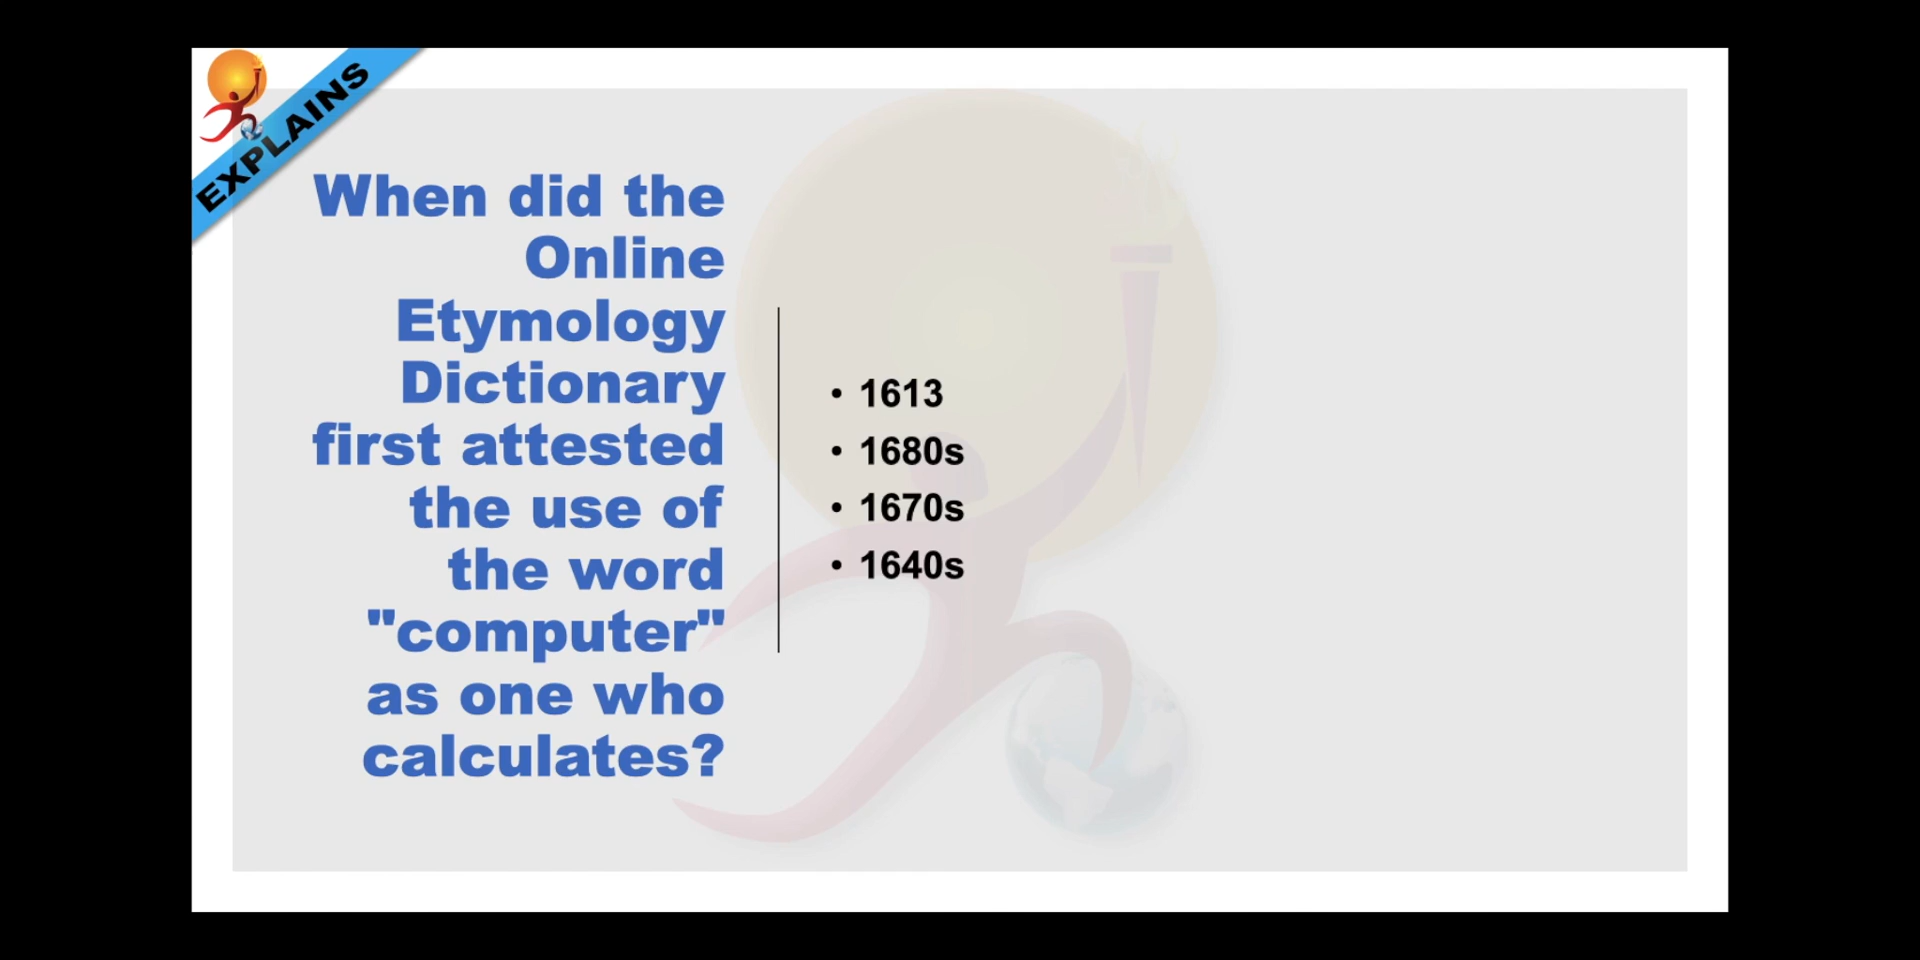 EXPLAINS
When did the
Online
Etymology
Dictionary
first attested
the use of
the word
"computer"
as one who
calculates?
• 1613
• 1680s
• 1670s
• 1640s